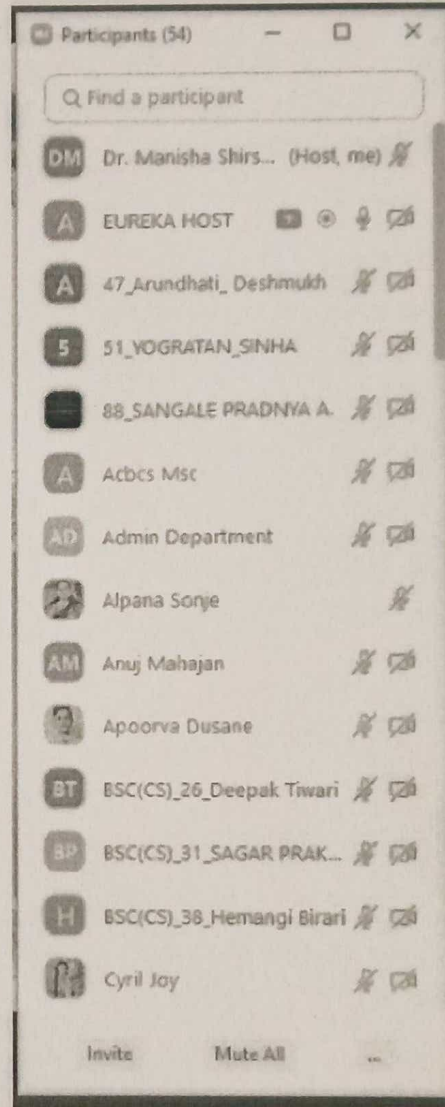 Participants (54)
Find a participant
DM Dr. Manisha Shirs... (Host, me)
A EUREKA HOST
A 47_Arundhati_ Deshmukh
5 51_YOGRATAN_SINHA
88_SANGALE PRADNYA A.
A Acbcs Msc
AD Admin Department
Alpana Sonje
AM Anuj Mahajan
Apoorva Dusane
BT BSC(CS)_26_Deepak Tiwari
BP BSC(CS)_31_SAGAR PRAK...
H BSC(CS)_38_Hemangi Birari
Cyril Joy
Invite Mute All ...